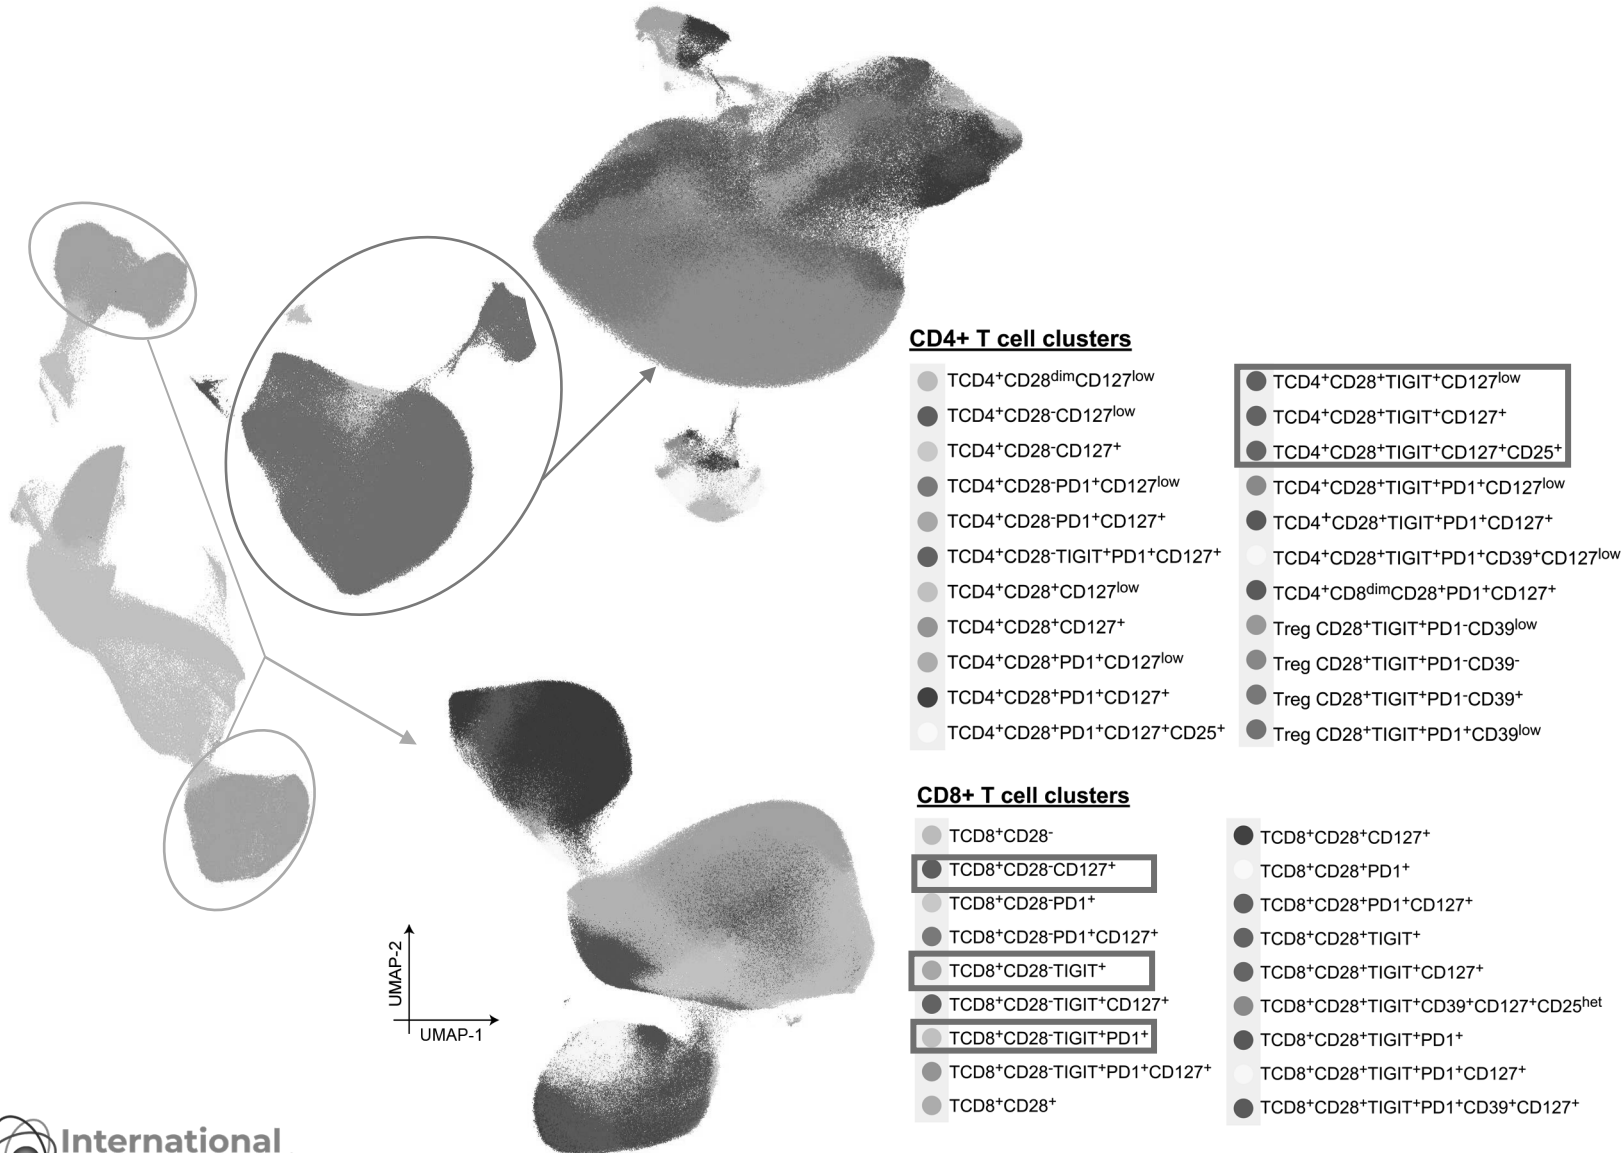 CD4+ T cell clusters
TCD4⁺CD28ᵈⁱᵐCD127ˡᵒʷ
TCD4⁺CD28⁻CD127ˡᵒʷ
TCD4⁺CD28⁻CD127⁺
TCD4⁺CD28⁻PD1⁺CD127ˡᵒʷ
TCD4⁺CD28⁻PD1⁺CD127⁺
TCD4⁺CD28⁻TIGIT⁺PD1⁺CD127⁺
TCD4⁺CD28⁺CD127ˡᵒʷ
TCD4⁺CD28⁺CD127⁺
TCD4⁺CD28⁺PD1⁺CD127ˡᵒʷ
TCD4⁺CD28⁺PD1⁺CD127⁺
TCD4⁺CD28⁺PD1⁺CD127⁺CD25⁺
TCD4⁺CD28⁺TIGIT⁺CD127ˡᵒʷ
TCD4⁺CD28⁺TIGIT⁺CD127⁺
TCD4⁺CD28⁺TIGIT⁺CD127⁺CD25⁺
TCD4⁺CD28⁺TIGIT⁺PD1⁺CD127ˡᵒʷ
TCD4⁺CD28⁺TIGIT⁺PD1⁺CD127⁺
TCD4⁺CD28⁺TIGIT⁺PD1⁺CD39⁺CD127ˡᵒʷ
TCD4⁺CD8ᵈⁱᵐCD28⁺PD1⁺CD127⁺
Treg CD28⁺TIGIT⁺PD1⁻CD39ˡᵒʷ
Treg CD28⁺TIGIT⁺PD1⁻CD39⁻
Treg CD28⁺TIGIT⁺PD1⁻CD39⁺
Treg CD28⁺TIGIT⁺PD1⁺CD39ˡᵒʷ
CD8+ T cell clusters
TCD8⁺CD28⁻
TCD8⁺CD28⁻CD127⁺
TCD8⁺CD28⁻PD1⁺
TCD8⁺CD28⁻PD1⁺CD127⁺
TCD8⁺CD28⁻TIGIT⁺
TCD8⁺CD28⁻TIGIT⁺CD127⁺
TCD8⁺CD28⁻TIGIT⁺PD1⁺
TCD8⁺CD28⁻TIGIT⁺PD1⁺CD127⁺
TCD8⁺CD28⁺
TCD8⁺CD28⁺CD127⁺
TCD8⁺CD28⁺PD1⁺
TCD8⁺CD28⁺PD1⁺CD127⁺
TCD8⁺CD28⁺TIGIT⁺
TCD8⁺CD28⁺TIGIT⁺CD127⁺
TCD8⁺CD28⁺TIGIT⁺CD39⁺CD127⁺CD25ʰᵉᵗ
TCD8⁺CD28⁺TIGIT⁺PD1⁺
TCD8⁺CD28⁺TIGIT⁺PD1⁺CD127⁺
TCD8⁺CD28⁺TIGIT⁺PD1⁺CD39⁺CD127⁺
UMAP-2
UMAP-1
International